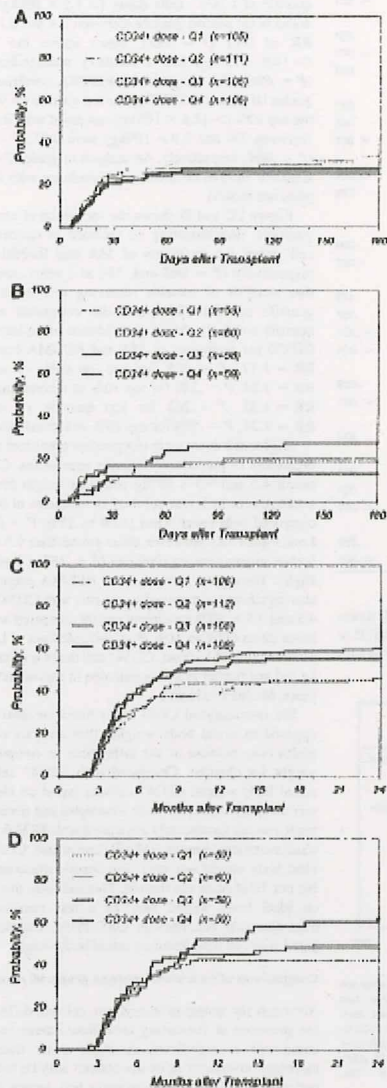 A
100
80
60
40
20
0
Probability, %
CD34+ dose - Q1 (n=105)
CD34+ dose - Q2 (n=111)
CD34+ dose - Q3 (n=106)
CD34+ dose - Q4 (n=106)
0 30 60 90 120 150 180
Days after Transplant
B
100
80
60
40
20
0
Probability, %
CD34+ dose - Q1
CD34+ dose - Q2 (n=60)
CD34+ dose - Q3
CD34+ dose - Q4
0 30 60 90 120 150 180
Days after Transplant
C
100
80
60
40
20
0
Probability, %
CD34+ dose - Q1 (n=106)
CD34+ dose - Q2 (n=112)
CD34+ dose - Q3 (n=106)
CD34+ dose - Q4 (n=106)
0 3 6 9 12 15 18 21 24
Months after Transplant
D
100
80
60
40
20
0
Probability, %
CD34+ dose - Q1
CD34+ dose - Q2 (n=60)
CD34+ dose - Q3
CD34+ dose - Q4
0 3 6 9 12 15 18 21 24
Months after Transplant